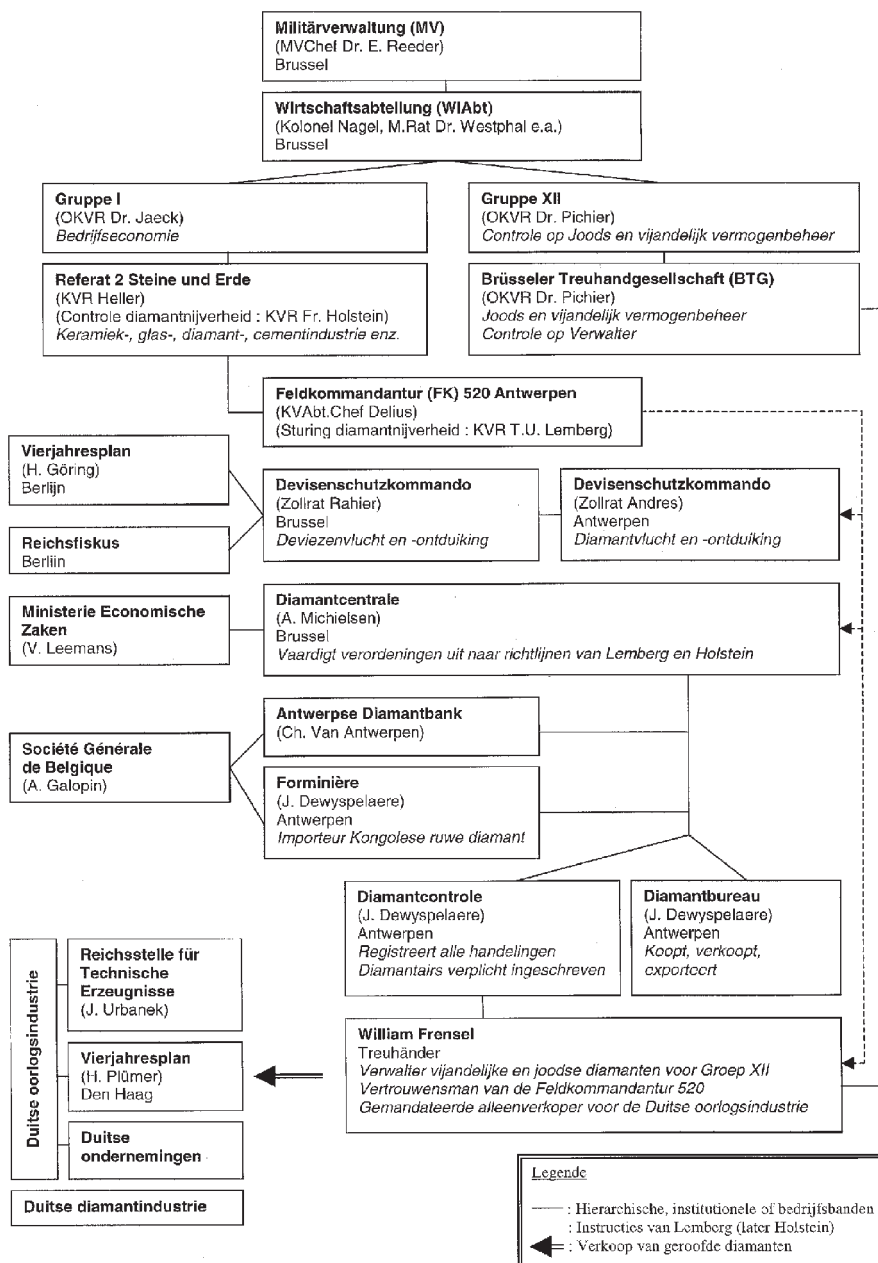 Militärverwaltung (MV)
(MVChef Dr. E. Reeder)
Brussel
Wirtschaftsabteilung (WiAbt)
(Kolonel Nagel, M.Rat Dr. Westphal e.a.)
Brussel
Gruppe I
(OKVR Dr. Jaeck)
Bedrijfseconomie
Gruppe XII
(OKVR Dr. Pichier)
Controle op Joods en vijandelijk vermogenbeheer
Referat 2 Steine und Erde
(KVR Heller)
(Controle diamantnijverheid : KVR Fr. Holstein)
Keramiek-, glas-, diamant-, cementindustrie enz.
Brüsseler Treuhandgesellschaft (BTG)
(OKVR Dr. Pichier)
Joods en vijandelijk vermogenbeheer
Controle op Verwalter
Feldkommandantur (FK) 520 Antwerpen
(KVAbt.Chef Delius)
(Sturing diamantnijverheid : KVR T.U. Lemberg)
Vierjahresplan
(H. Göring)
Berlijn
Reichsfiskus
Berlijn
Devisenschutzkommando
(Zollrat Rahier)
Brussel
Deviezenvlucht en -ontduiking
Devisenschutzkommando
(Zollrat Andres)
Antwerpen
Diamantvlucht en -ontduiking
Ministerie Economische
Zaken
(V. Leemans)
Diamantcentrale
(A. Michielsen)
Brussel
Vaardigt verordeningen uit naar richtlijnen van Lemberg en Holstein
Société Générale
de Belgique
(A. Galopin)
Antwerpse Diamantbank
(Ch. Van Antwerpen)
Forminière
(J. Dewyspelaere)
Antwerpen
Importeur Kongolese ruwe diamant
Diamantcontrole
(J. Dewyspelaere)
Antwerpen
Registreert alle handelingen
Diamantairs verplicht ingeschreven
Diamantbureau
(J. Dewyspelaere)
Antwerpen
Koopt, verkoopt,
exporteert
Duitse oorlogsindustrie
Reichsstelle für
Technische
Erzeugnisse
(J. Urbanek)
Vierjahresplan
(H. Plümer)
Den Haag
Duitse
ondernemingen
Duitse diamantindustrie
William Frensel
Treuhänder
Verwalter vijandelijke en joodse diamanten voor Groep XII
Vertrouwensman van de Feldkommandantur 520
Gemandateerde alleenverkoper voor de Duitse oorlogsindustrie
Legende
: Hierarchische, institutionele of bedrijfsbanden
: Instructies van Lemberg (later Holstein)
: Verkoop van geroofde diamanten